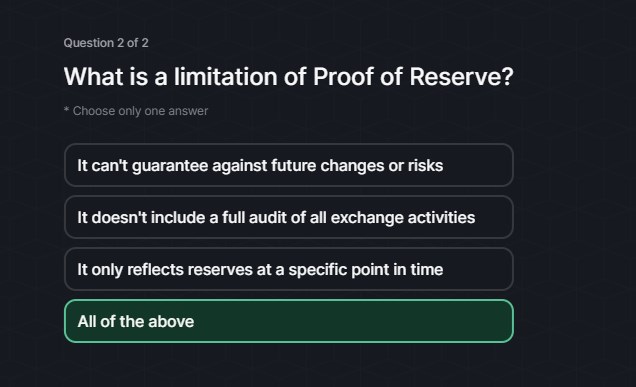 Question 2 of 2
What is a limitation of Proof of Reserve?
* Choose only one answer
It can't guarantee against future changes or risks
It doesn't include a full audit of all exchange activities
It only reflects reserves at a specific point in time
All of the above